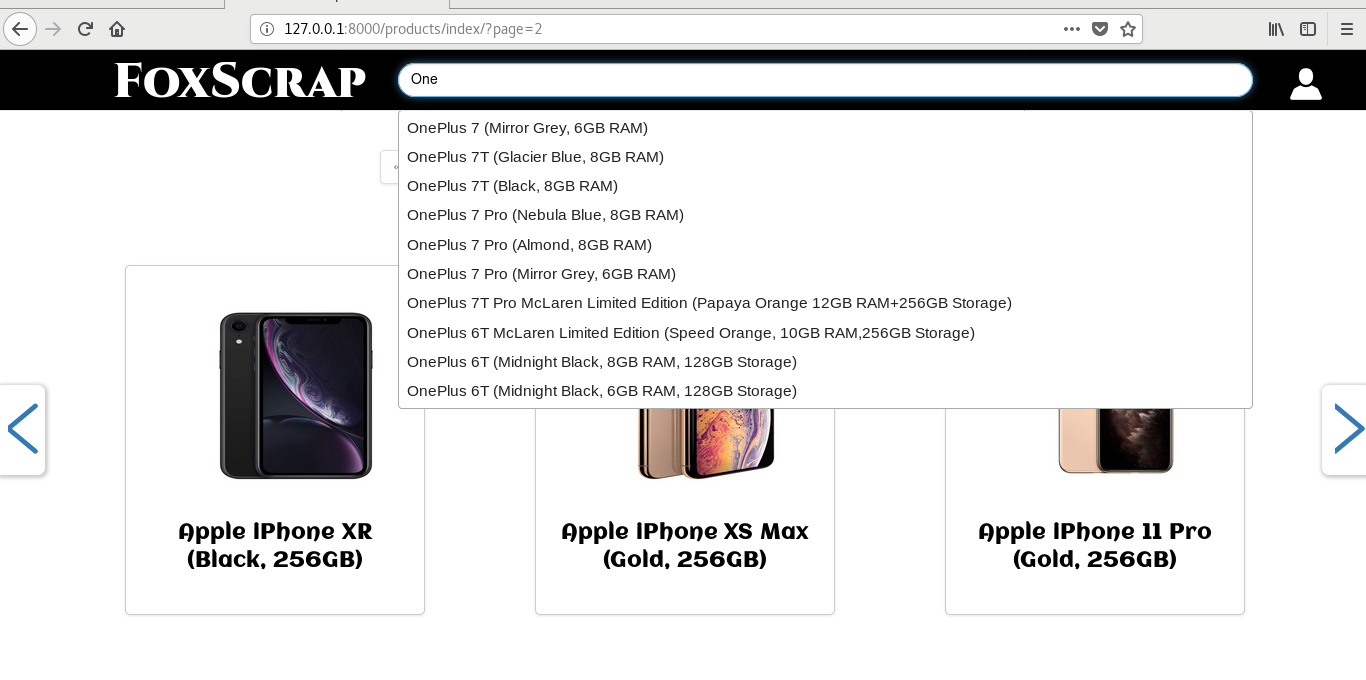 127.0.0.1:8000/products/index/?page=2
FoxScrap
One
OnePlus 7 (Mirror Grey, 6GB RAM)
OnePlus 7T (Glacier Blue, 8GB RAM)
OnePlus 7T (Black, 8GB RAM)
OnePlus 7 Pro (Nebula Blue, 8GB RAM)
OnePlus 7 Pro (Almond, 8GB RAM)
OnePlus 7 Pro (Mirror Grey, 6GB RAM)
OnePlus 7T Pro McLaren Limited Edition (Papaya Orange 12GB RAM+256GB Storage)
OnePlus 6T McLaren Limited Edition (Speed Orange, 10GB RAM,256GB Storage)
OnePlus 6T (Midnight Black, 8GB RAM, 128GB Storage)
OnePlus 6T (Midnight Black, 6GB RAM, 128GB Storage)
Apple iPhone XR
(Black, 256GB)
Apple iPhone XS Max
(Gold, 256GB)
Apple iPhone 11 Pro
(Gold, 256GB)